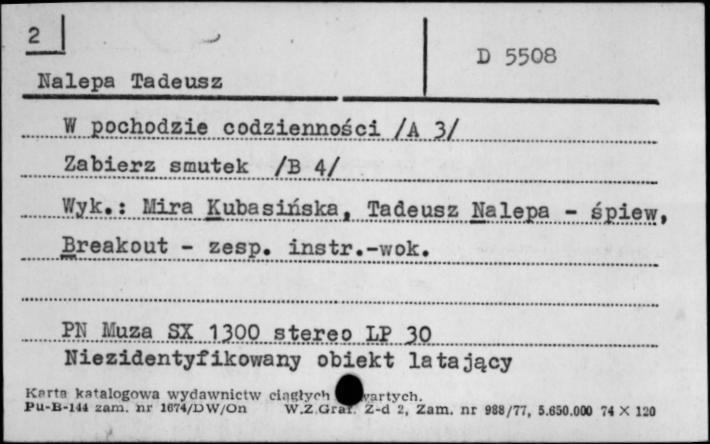 2
D 5508
Nalepa Tadeusz
W pochodzie codzienności /A 3/
Zabierz smutek /B 4/
Wyk.: Mira Kubasińska, Tadeusz Nalepa - śpiew,
Breakout - zesp. instr.-wok.
PN Muza SX 1300 stereo LP 30
Niezidentyfikowany obiekt latający
Karta katalogowa wydawnictw ciągłych
Pu-B-144 zam. nr 1674/DW/On W.Z.Graf. Z-d 2, Zam. nr 988/77, 5.650.000 74 × 120